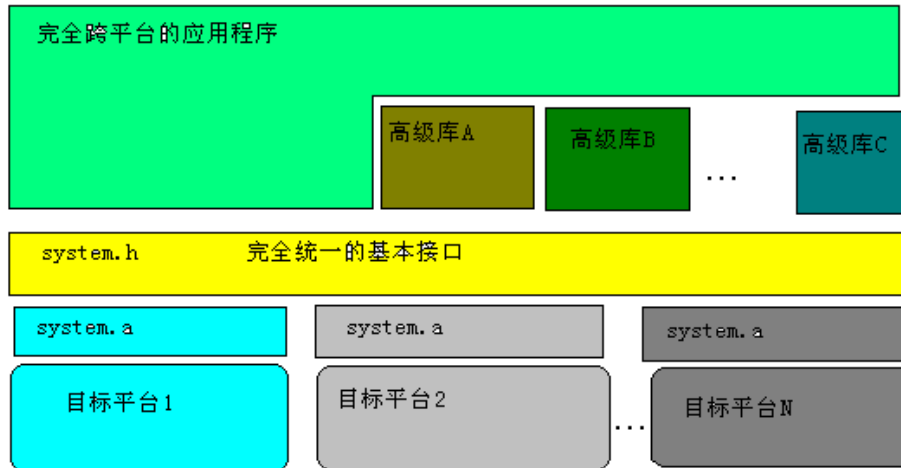 完全跨平台的应用程序
高级库A
高级库B
...
高级库C
system.h 完全统一的基本接口
system.a
system.a
system.a
目标平台1
目标平台2
...
目标平台N